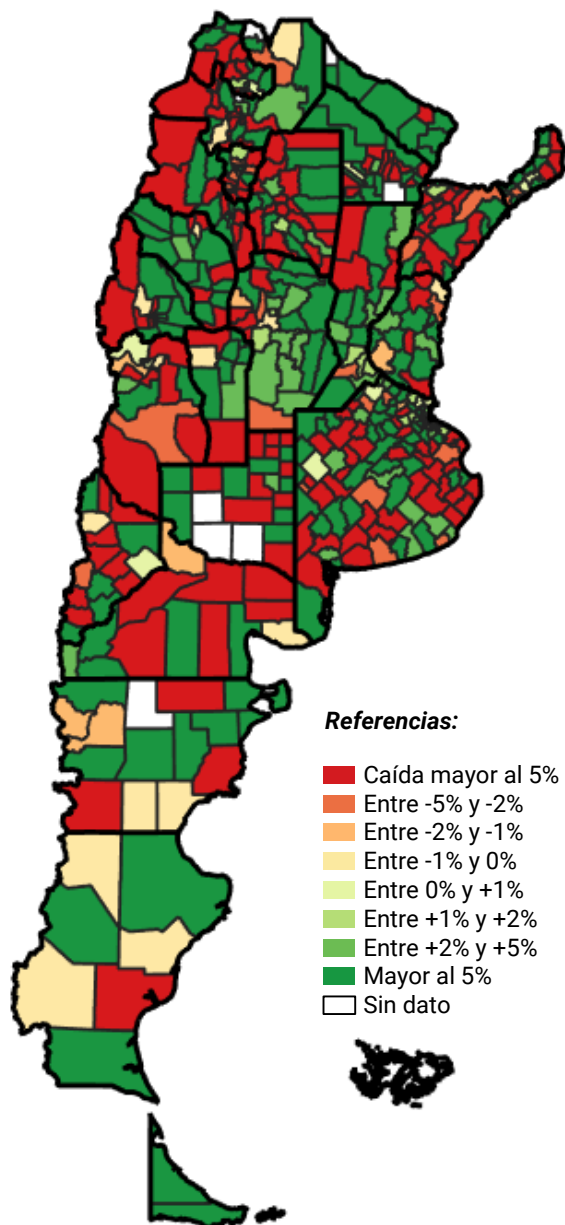 Referencias:
Caída mayor al 5%
Entre -5% y -2%
Entre -2% y -1%
Entre -1% y 0%
Entre 0% y +1%
Entre +1% y +2%
Entre +2% y +5%
Mayor al 5%
Sin dato